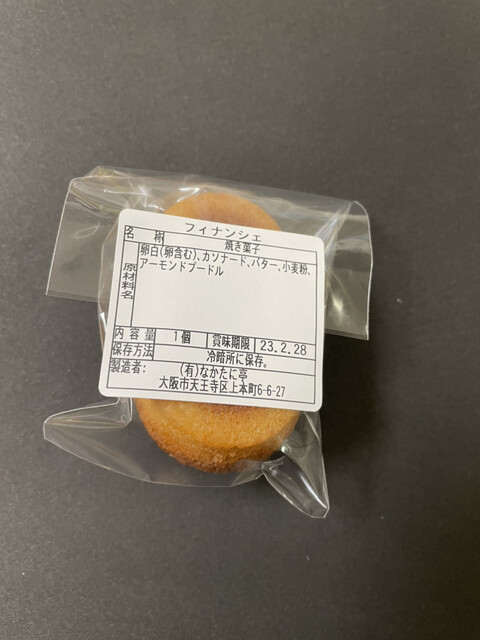 フィナンシェ
名 称 焼き菓子
原材料名 卵白(卵含む)、カソナード、バター、小麦粉、
アーモンドプードル
内容量 1個 賞味期限 23.2.28
保存方法 冷暗所に保存。
製造者: (有)なかたに亭
大阪市天王寺区上本町6-6-27